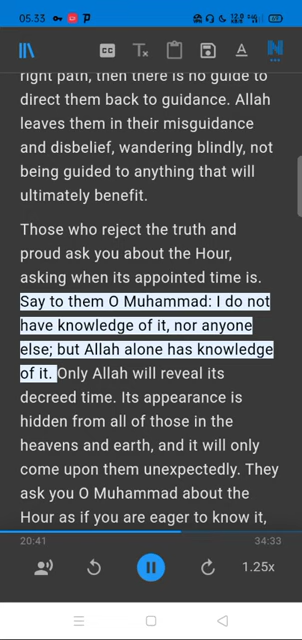 05.33
CC
Tx
A
N
right path, then there is no guide to
direct them back to guidance. Allah
leaves them in their misguidance
and disbelief, wandering blindly, not
being guided to anything that will
ultimately benefit.
Those who reject the truth and
proud ask you about the Hour,
asking when its appointed time is.
Say to them O Muhammad: I do not
have knowledge of it, nor anyone
else; but Allah alone has knowledge
of it. Only Allah will reveal its
decreed time. Its appearance is
hidden from all of those in the
heavens and earth, and it will only
come upon them unexpectedly. They
ask you O Muhammad about the
Hour as if you are eager to know it,
20:41
34:33
1.25x